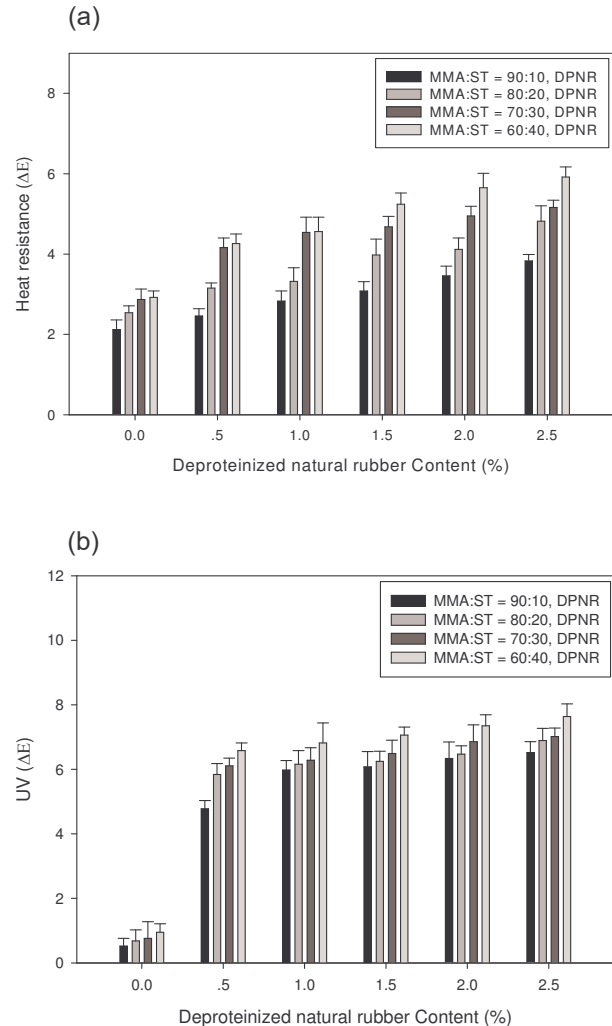 (a)
MMA:ST = 90:10, DPNR
MMA:ST = 80:20, DPNR
MMA:ST = 70:30, DPNR
MMA:ST = 60:40, DPNR
Heat resistance (ΔE)
8
6
4
2
0
0.0 .5 1.0 1.5 2.0 2.5
Deproteinized natural rubber Content (%)
(b)
MMA:ST = 90:10, DPNR
MMA:ST = 80:20, DPNR
MMA:ST = 70:30, DPNR
MMA:ST = 60:40, DPNR
UV (ΔE)
12
10
8
6
4
2
0
0.0 .5 1.0 1.5 2.0 2.5
Deproteinized natural rubber Content (%)